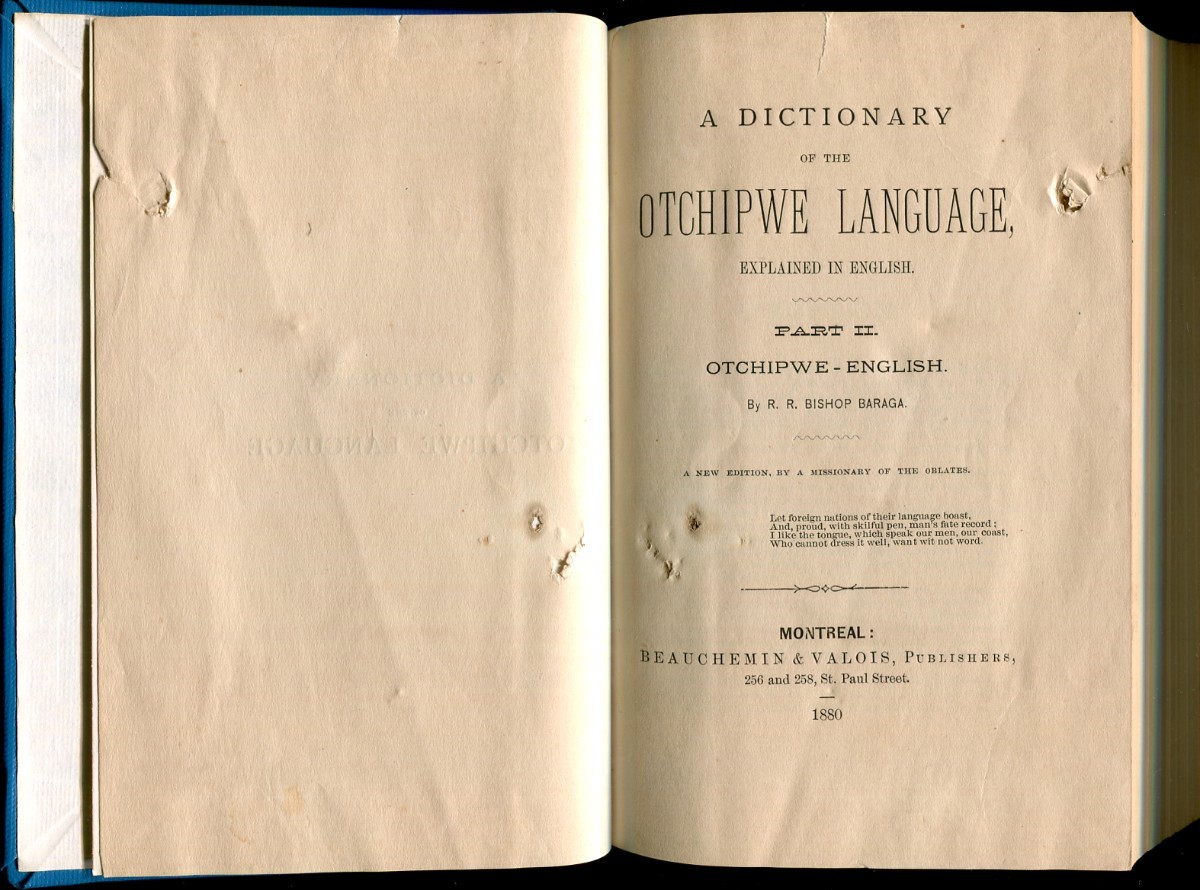 A DICTIONARY
OF THE
OTCHIPWE LANGUAGE,
EXPLAINED IN ENGLISH.
PART II.
OTCHIPWE - ENGLISH.
By R. R. BISHOP BARAGA.
A NEW EDITION, BY A MISSIONARY OF THE OBLATES.
Let foreign nations of their language boast,
And, proud, with skilful pen, man's fate record ;
I like the tongue, which speak our men, our coast,
Who cannot dress it well, want wit not word.
MONTREAL :
BEAUCHEMIN & VALOIS, PUBLISHERS,
256 and 258, St. Paul Street.
1880